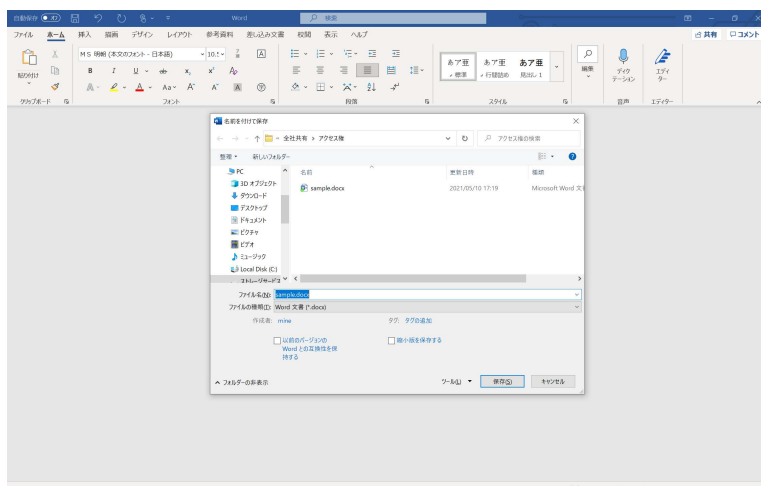 自動保存 オフ Word 検索
ファイル ホーム 挿入 描画 デザイン レイアウト 参考資料 差し込み文書 校閲 表示 ヘルプ 共有 コメント
貼り付け
MS 明朝 (本文のフォント - 日本語) 10.5
B I U ab x₂ x² A
A A Aa A A A
あア亜 あア亜 あア亜
標準 行間詰め 見出し 1
編集
ディク
テーション
エディ
ター
クリップボード フォント 段落 スタイル 音声 エディター
名前を付けて保存
全社共有 › アクセス権 アクセス権の検索
整理 新しいフォルダー
PC
3D オブジェクト
ダウンロード
デスクトップ
ドキュメント
ピクチャ
ビデオ
ミュージック
Local Disk (C:)
ストレージサービス
名前 更新日時 種類
sample.docx 2021/05/10 17:19 Microsoft Word 文
ファイル名(N): sample.docx
ファイルの種類(T): Word 文書 (*.docx)
作成者: mine タグ: タグの追加
以前のバージョンの
Word との互換性を保
持する
縮小版を保存する
フォルダーの非表示 ツール(L) 保存(S) キャンセル